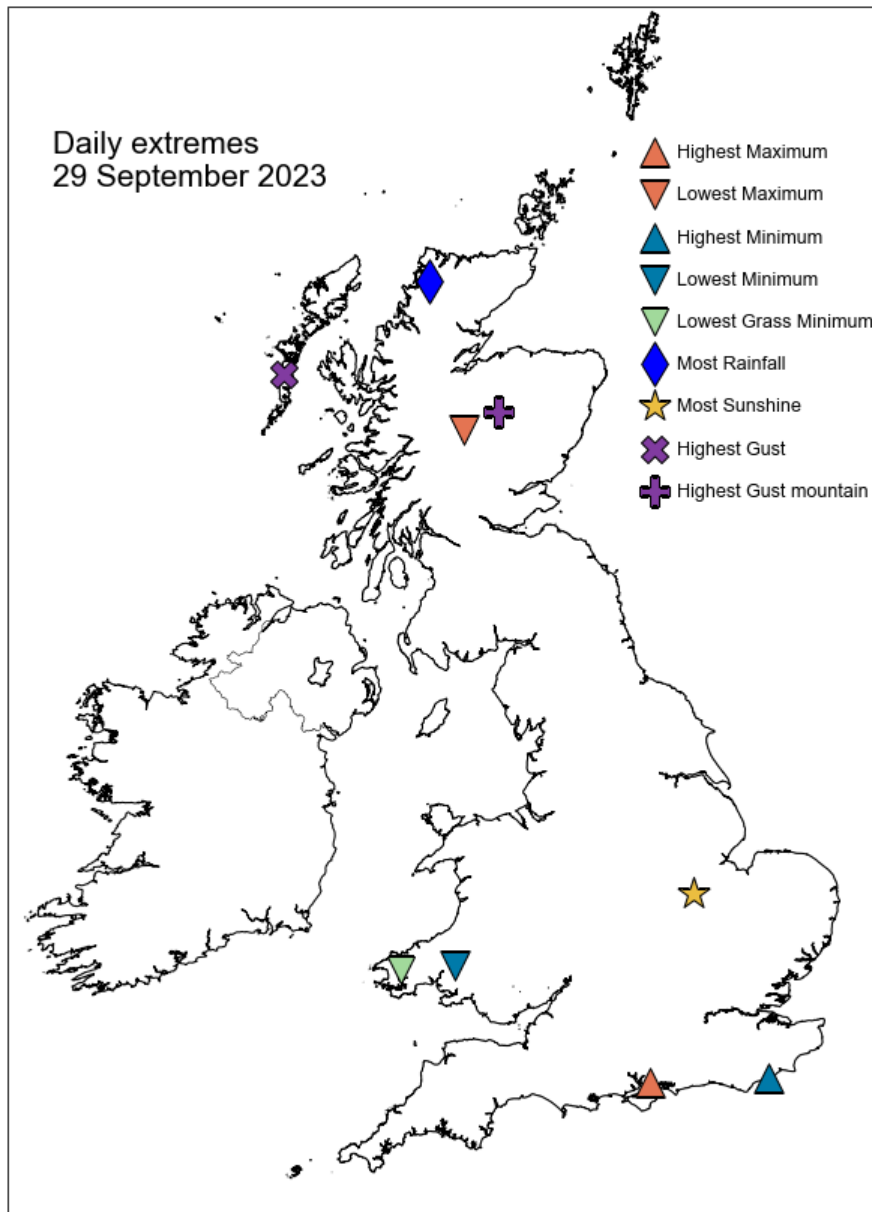 Daily extremes
29 September 2023
Highest Maximum
Lowest Maximum
Highest Minimum
Lowest Minimum
Lowest Grass Minimum
Most Rainfall
Most Sunshine
Highest Gust
Highest Gust mountain